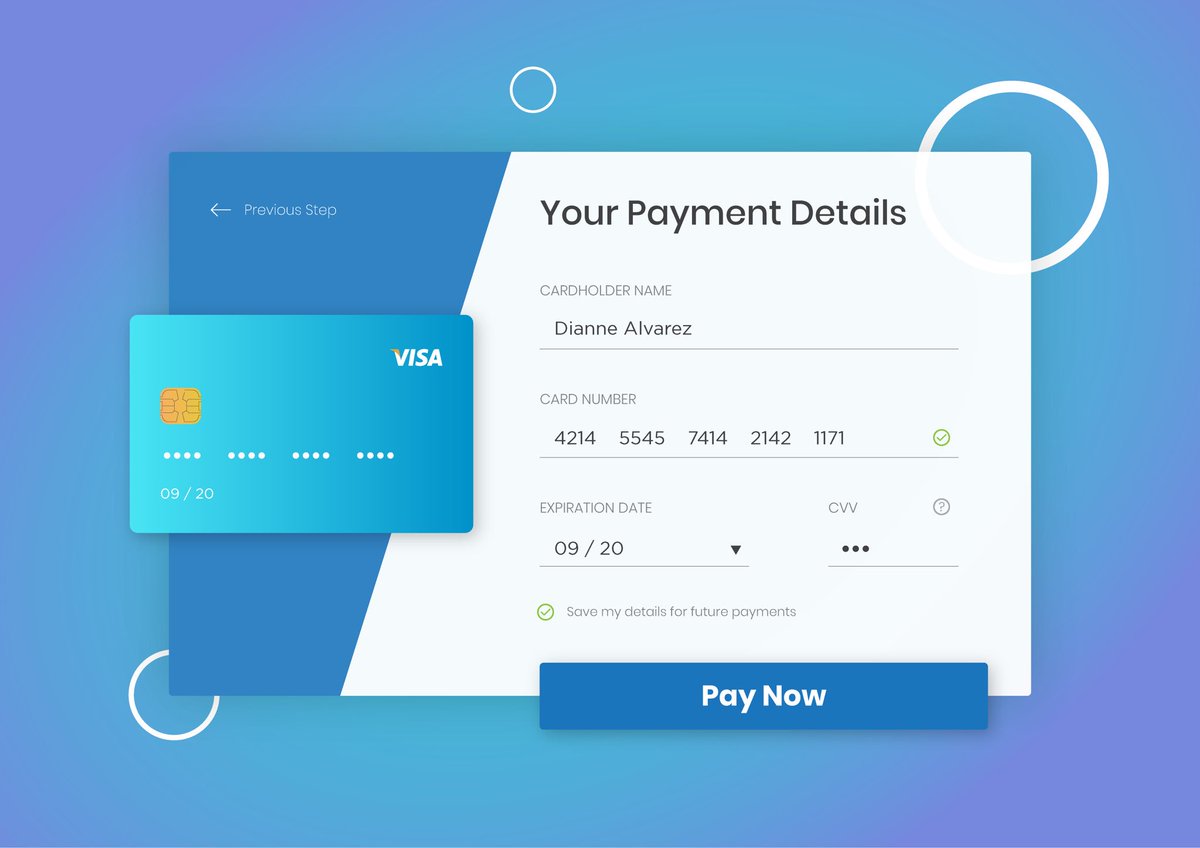 Previous Step
Your Payment Details
CARDHOLDER NAME
Dianne Alvarez
CARD NUMBER
4214 5545 7414 2142 1171
EXPIRATION DATE
CVV ?
09 / 20 ▼
•••
Save my details for future payments
Pay Now
VISA
•••• •••• •••• ••••
09 / 20